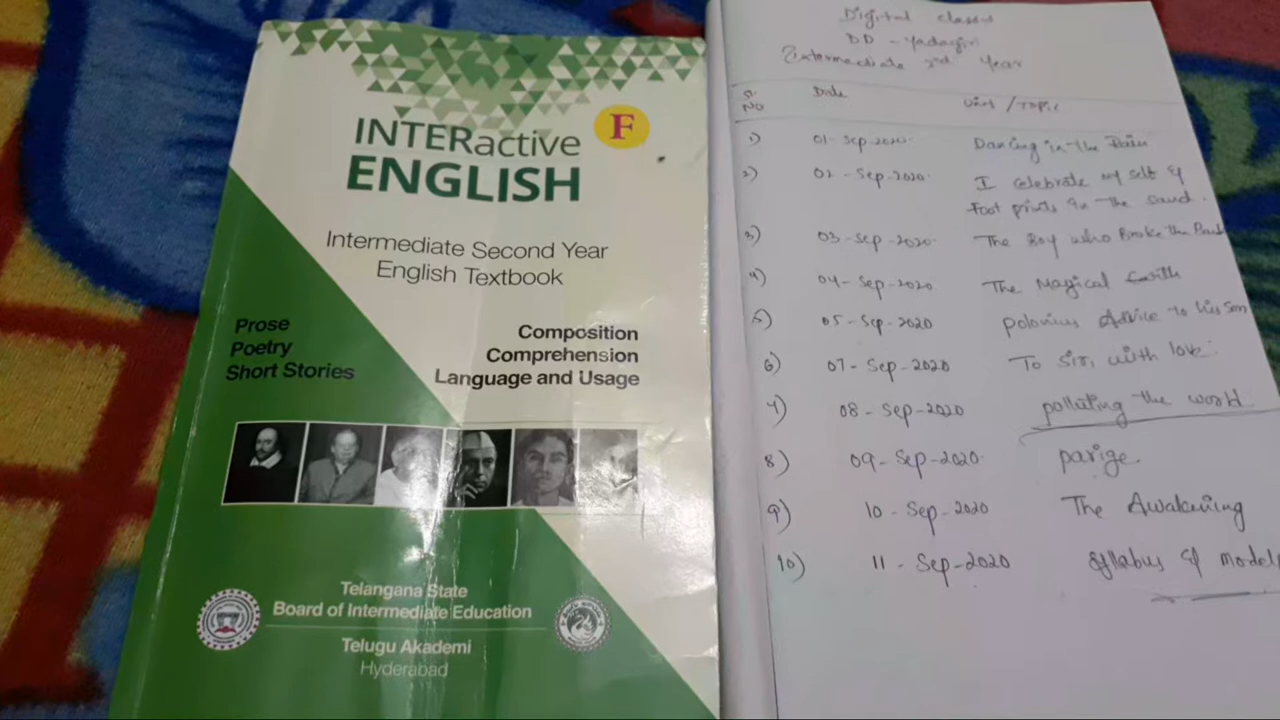 INTERactive F
ENGLISH
Intermediate Second Year
English Textbook
Prose
Poetry
Short Stories
Composition
Comprehension
Language and Usage
Telangana State
Board of Intermediate Education
Telugu Akademi
Hyderabad
Digital classes
DD - Yadagiri
Intermediate Year
S. No Date Unit / Topic
1) 01-Sep-2020. Dancing in the Rain
2) 02-Sep-2020. I celebrate my self &
Foot prints in the sand.
3) 03-Sep-2020. The Boy who Broke the Bank
4) 04-Sep-2020 The Magical Earth
5) 05-Sep-2020 polonius Advice to his Son
6) 07-Sep-2020 To Sir, with love.
7) 08-Sep-2020 polluting the world
8) 09-Sep-2020. parige
9) 10-Sep-2020 The Awakening
10) 11-Sep-2020 Syllabus & Model